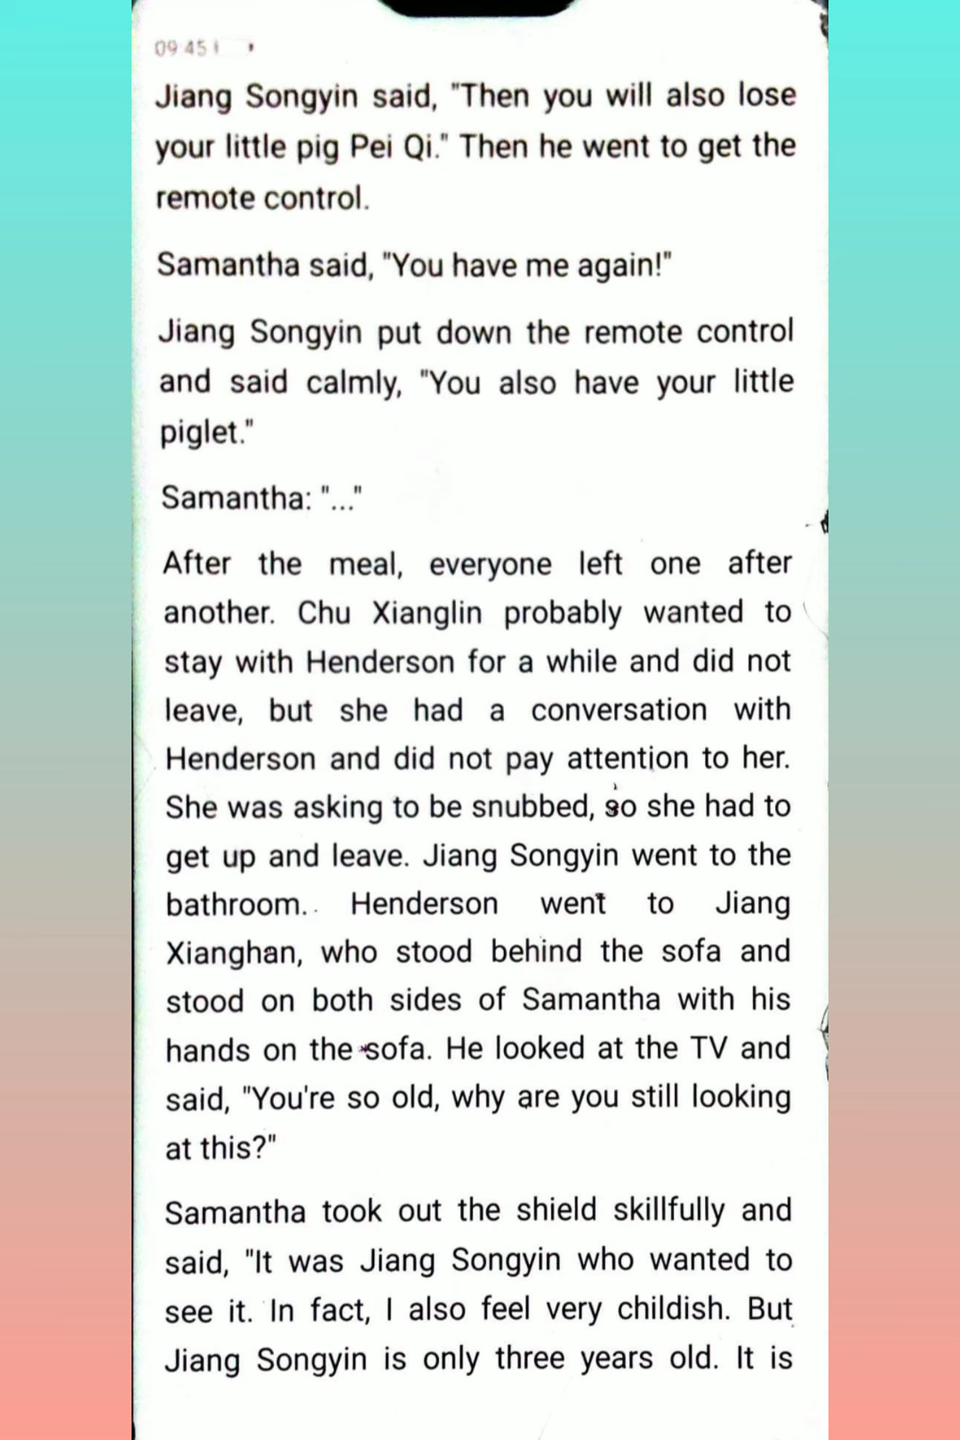 09 45
Jiang Songyin said, "Then you will also lose
your little pig Pei Qi." Then he went to get the
remote control.
Samantha said, "You have me again!"
Jiang Songyin put down the remote control
and said calmly, "You also have your little
piglet."
Samantha: "..."
After the meal, everyone left one after
another. Chu Xianglin probably wanted to
stay with Henderson for a while and did not
leave, but she had a conversation with
Henderson and did not pay attention to her.
She was asking to be snubbed, so she had to
get up and leave. Jiang Songyin went to the
bathroom. Henderson went to Jiang
Xianghan, who stood behind the sofa and
stood on both sides of Samantha with his
hands on the sofa. He looked at the TV and
said, "You're so old, why are you still looking
at this?"
Samantha took out the shield skillfully and
said, "It was Jiang Songyin who wanted to
see it. In fact, I also feel very childish. But
Jiang Songyin is only three years old. It is